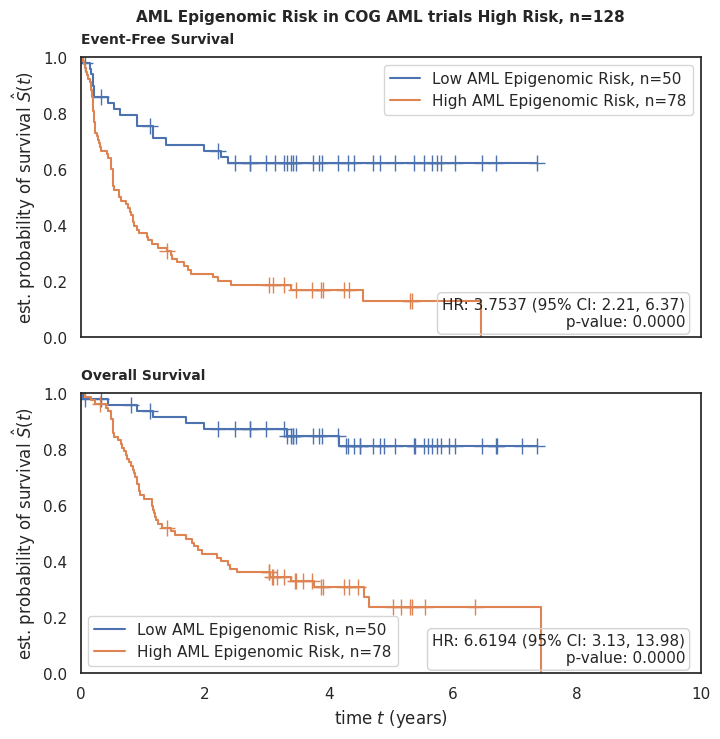 AML Epigenomic Risk in COG AML trials High Risk, n=128
Event-Free Survival
est. probability of survival Ŝ(t)
1.0
0.8
0.6
0.4
0.2
0.0
Low AML Epigenomic Risk, n=50
High AML Epigenomic Risk, n=78
HR: 3.7537 (95% CI: 2.21, 6.37)
p-value: 0.0000
Overall Survival
est. probability of survival Ŝ(t)
1.0
0.8
0.6
0.4
0.2
0.0
Low AML Epigenomic Risk, n=50
High AML Epigenomic Risk, n=78
HR: 6.6194 (95% CI: 3.13, 13.98)
p-value: 0.0000
0 2 4 6 8 10
time t (years)